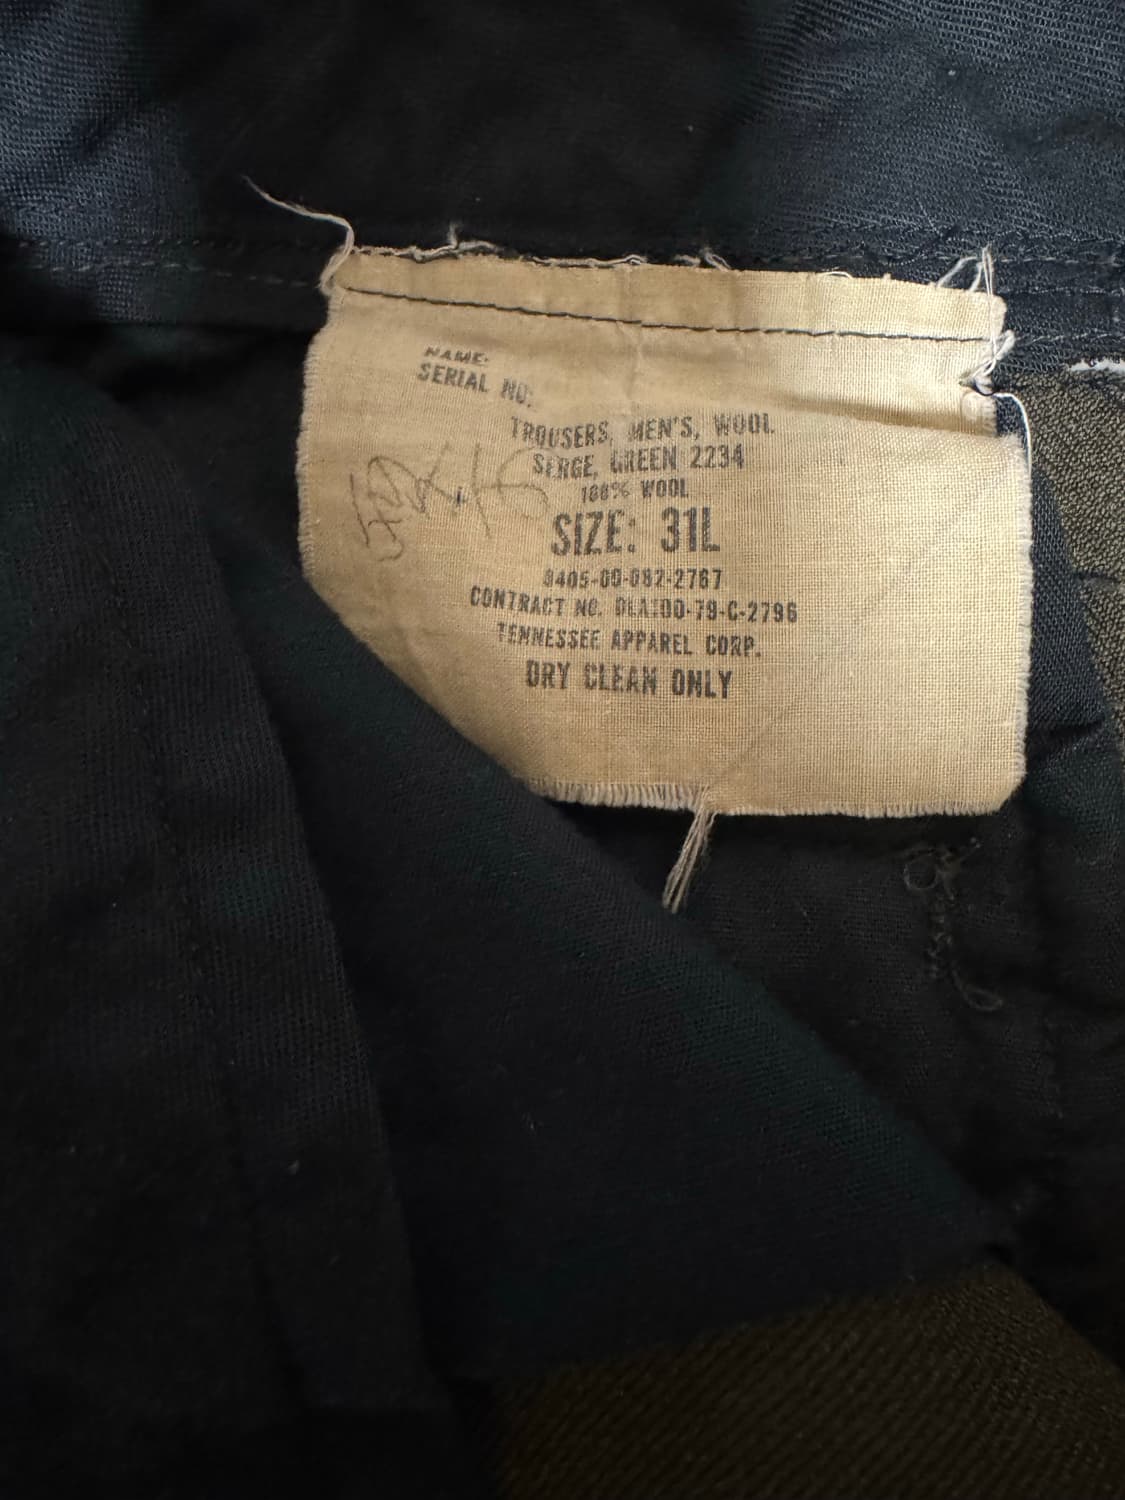 NAME:
SERIAL NO:
TROUSERS, MEN'S, WOOL
SERGE, GREEN 2234
100% WOOL
SIZE: 31L
8405-00-082-2767
CONTRACT NO. DLA100-79-C-2796
TENNESSEE APPAREL CORP.
DRY CLEAN ONLY